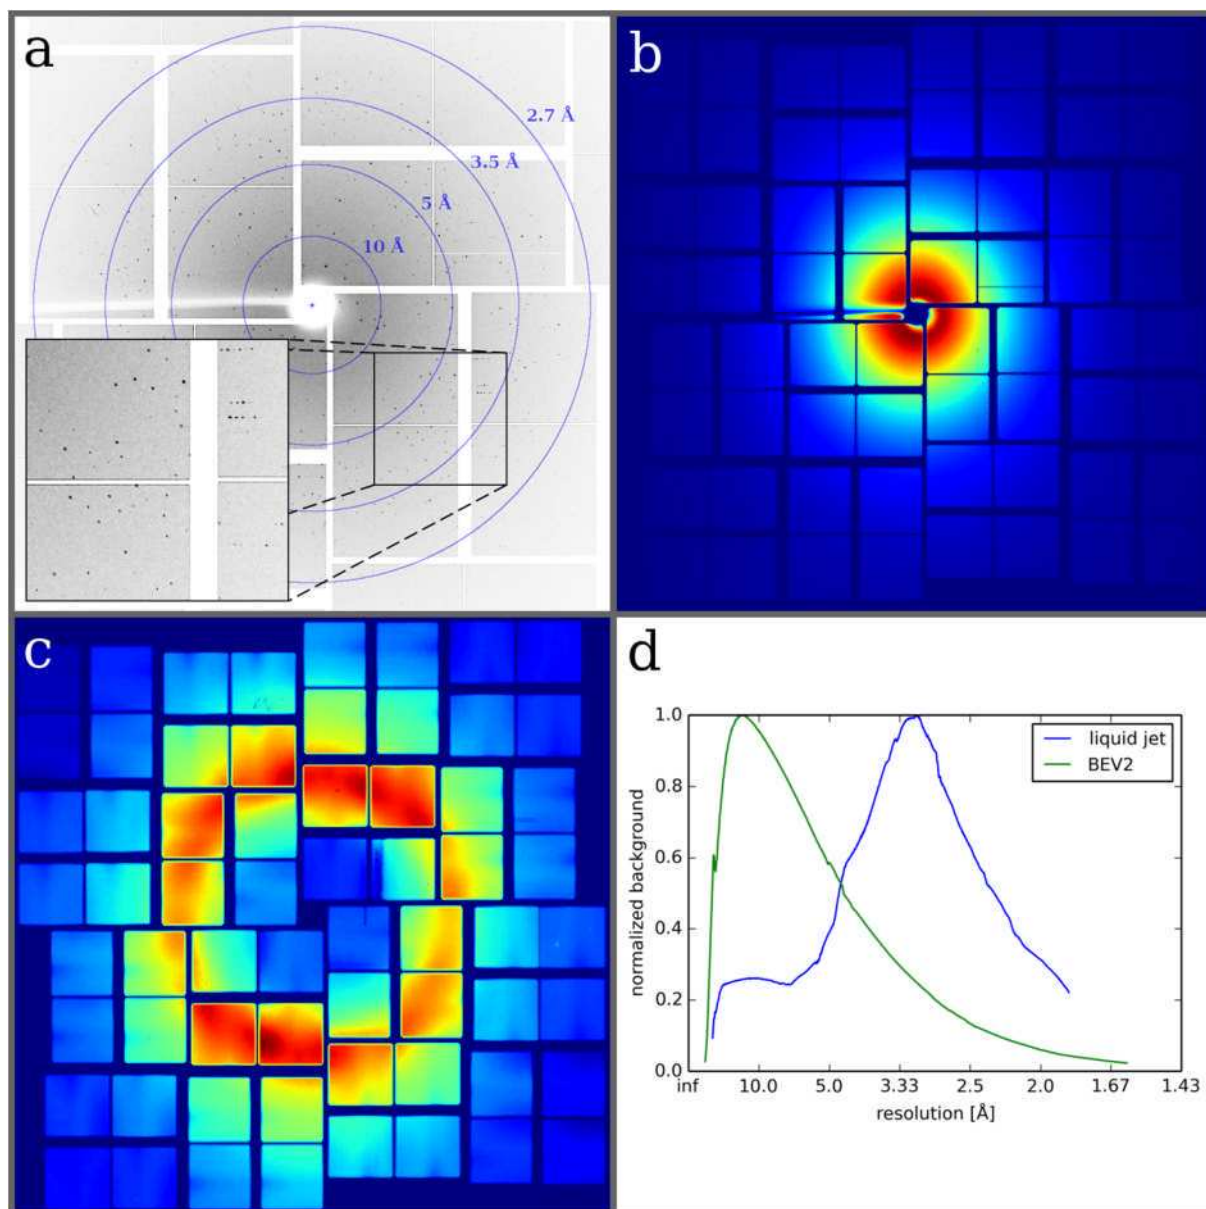 a
2.7 Å
3.5 Å
5 Å
10 Å
b
c
d
normalized background
1.0
0.8
0.6
0.4
0.2
0.0
liquid jet
BEV2
inf 10.0 5.0 3.33 2.5 2.0 1.67 1.43
resolution [Å]